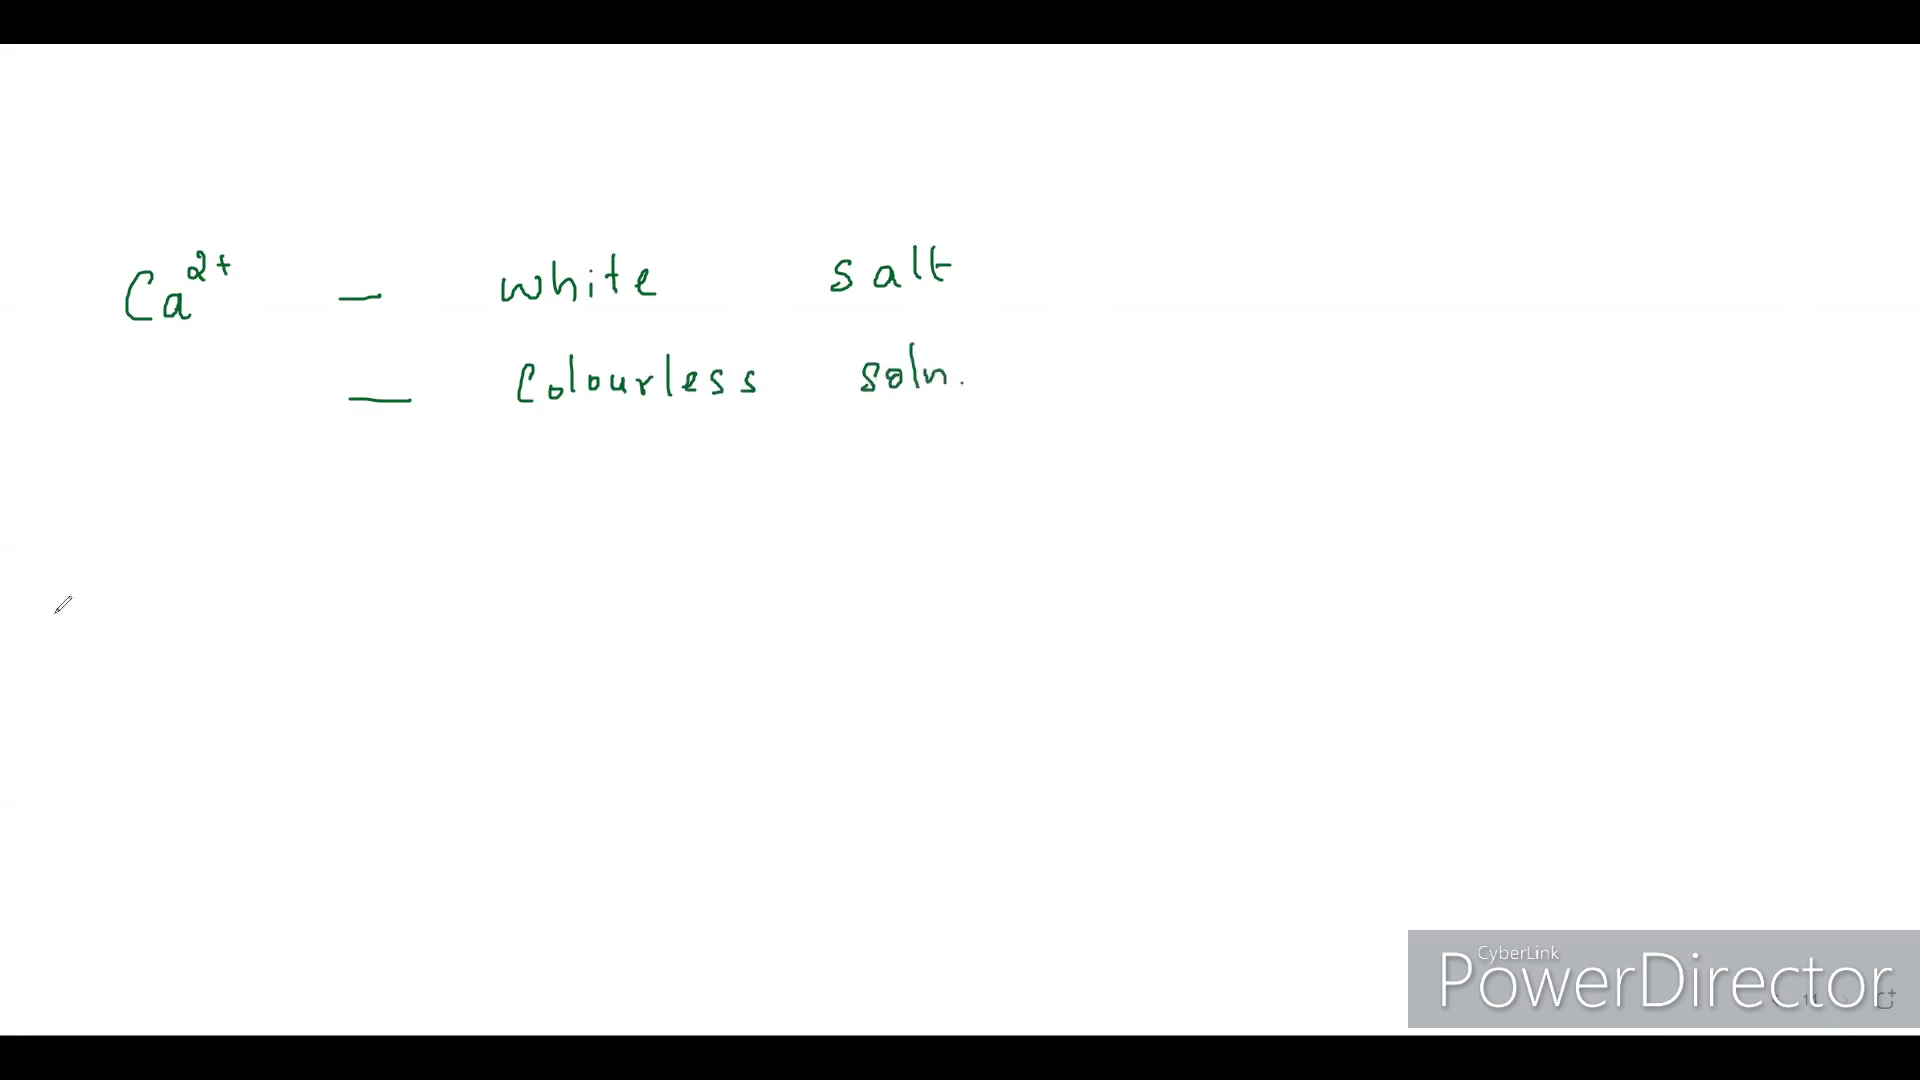 Ca²⁺ — white salt
— Colourless soln.
CyberLink
PowerDirector